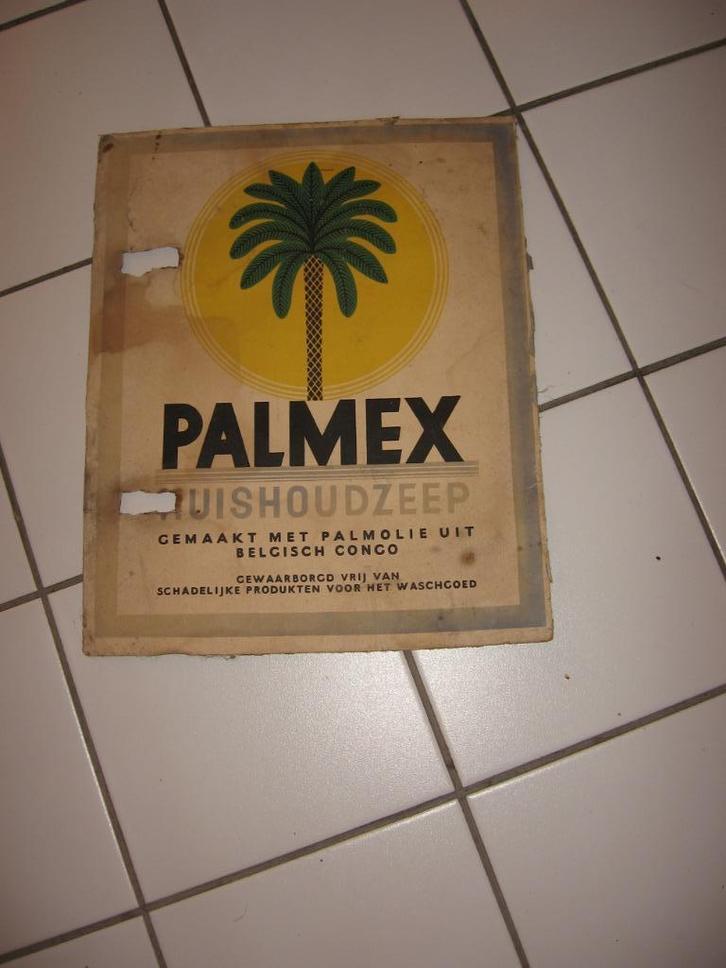 PALMEX
HUISHOUDZEEP
GEMAAKT MET PALMOLIE UIT
BELGISCH CONGO
GEWAARBORGD VRIJ VAN
SCHADELIJKE PRODUKTEN VOOR HET WASCHGOED